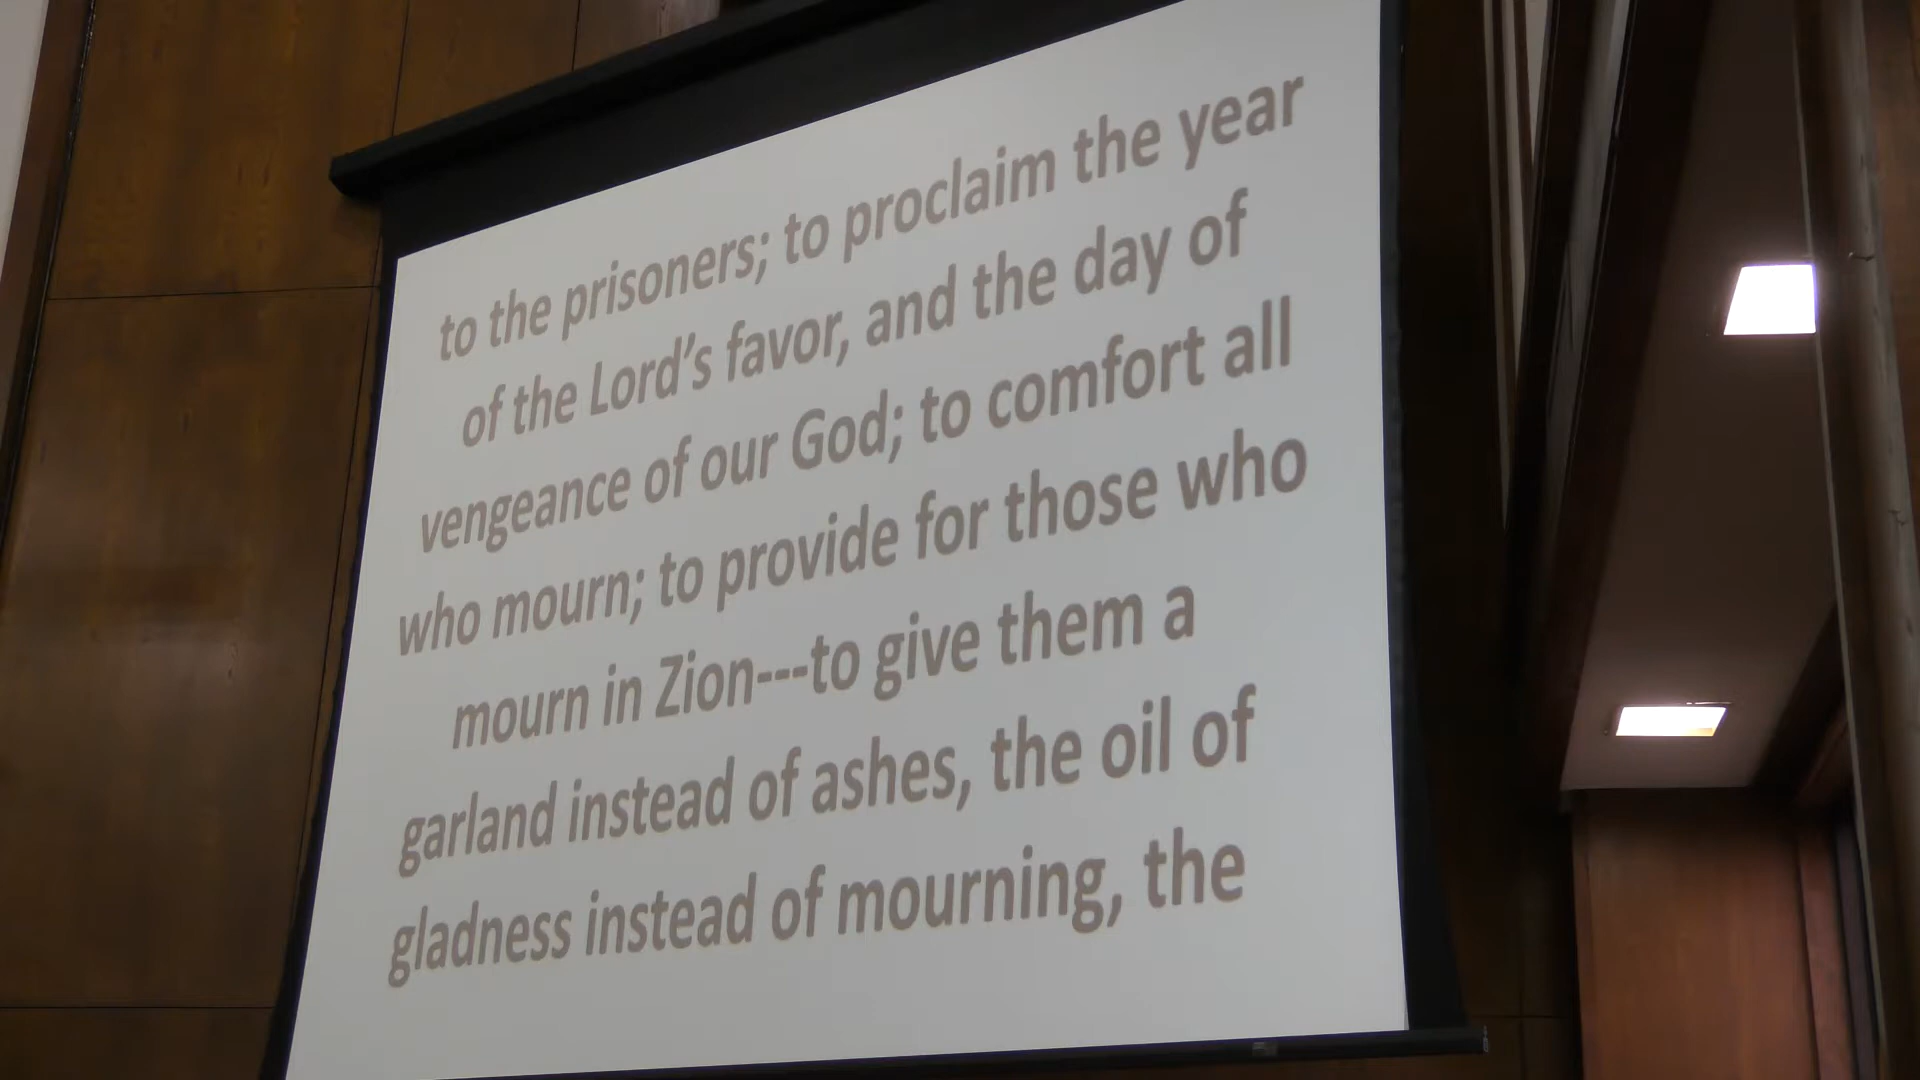 to the prisoners; to proclaim the year
of the Lord's favor, and the day of
vengeance of our God; to comfort all
who mourn; to provide for those who
mourn in Zion---to give them a
garland instead of ashes, the oil of
gladness instead of mourning, the